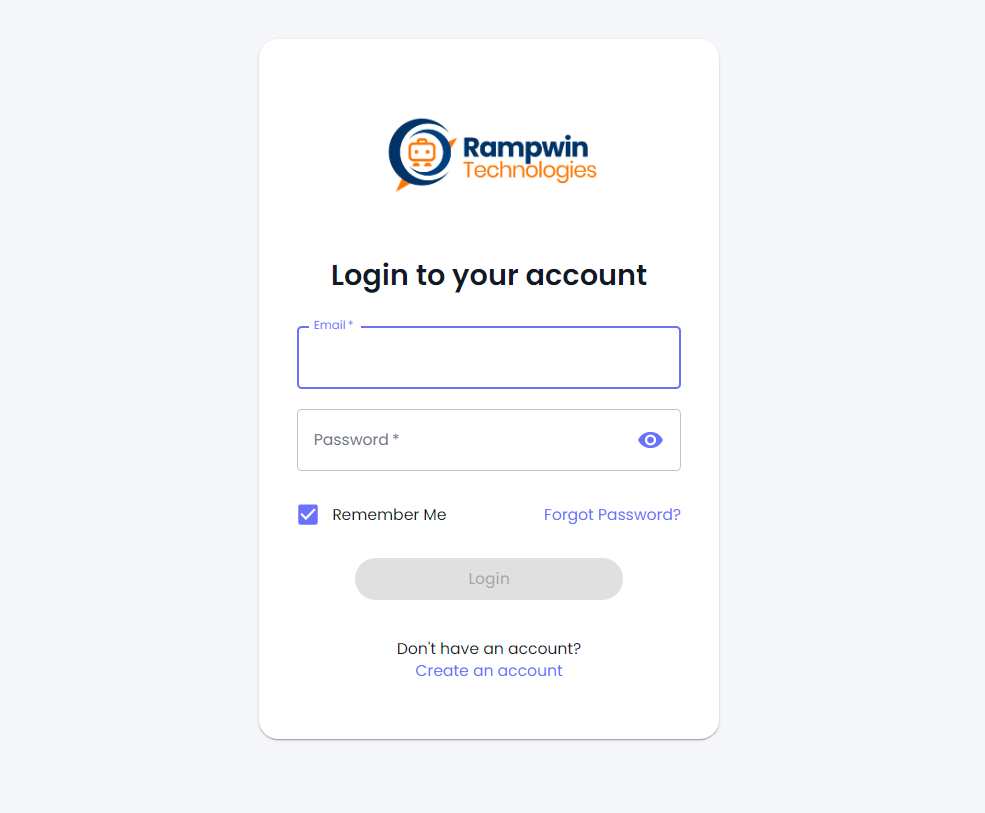 Rampwin
Technologies
Login to your account
Email *
Password *
Remember Me
Forgot Password?
Login
Don't have an account?
Create an account